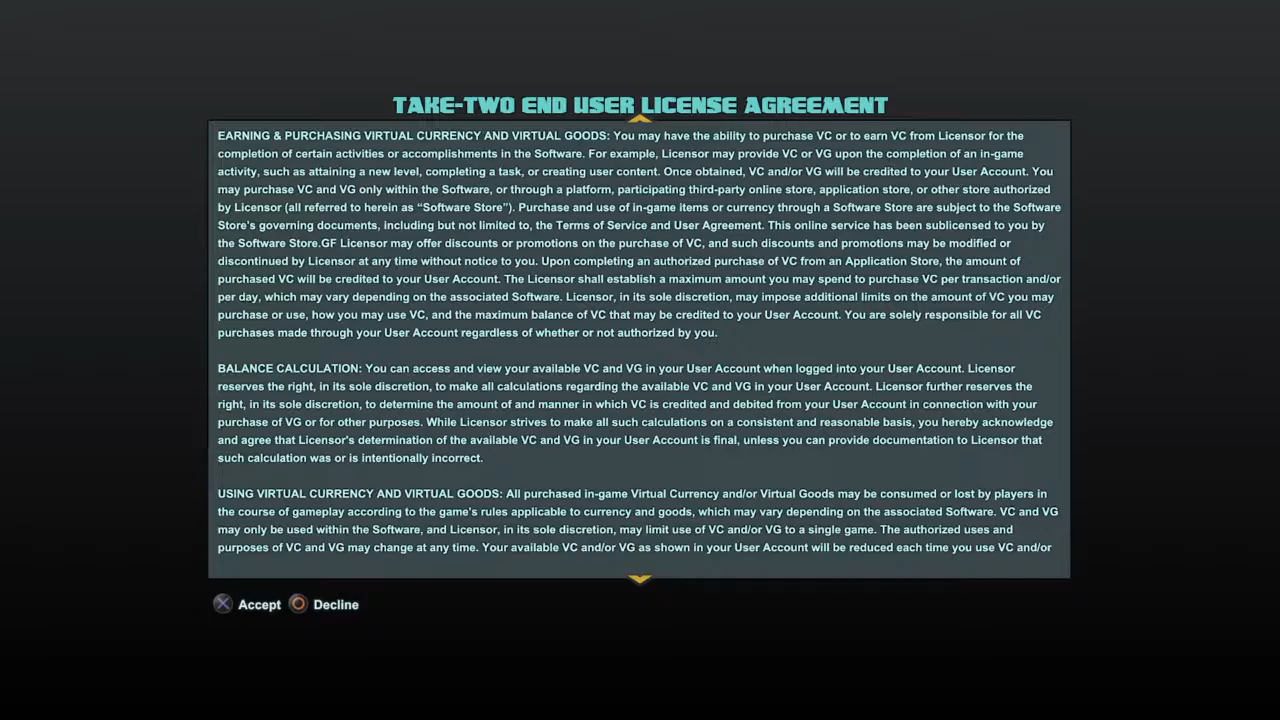 TAKE-TWO END USER LICENSE AGREEMENT
EARNING & PURCHASING VIRTUAL CURRENCY AND VIRTUAL GOODS: You may have the ability to purchase VC or to earn VC from Licensor for the
completion of certain activities or accomplishments in the Software. For example, Licensor may provide VC or VG upon the completion of an in-game
activity, such as attaining a new level, completing a task, or creating user content. Once obtained, VC and/or VG will be credited to your User Account. You
may purchase VC and VG only within the Software, or through a platform, participating third-party online store, application store, or other store authorized
by Licensor (all referred to herein as “Software Store”). Purchase and use of in-game items or currency through a Software Store are subject to the Software
Store's governing documents, including but not limited to, the Terms of Service and User Agreement. This online service has been sublicensed to you by
the Software Store.GF Licensor may offer discounts or promotions on the purchase of VC, and such discounts and promotions may be modified or
discontinued by Licensor at any time without notice to you. Upon completing an authorized purchase of VC from an Application Store, the amount of
purchased VC will be credited to your User Account. The Licensor shall establish a maximum amount you may spend to purchase VC per transaction and/or
per day, which may vary depending on the associated Software. Licensor, in its sole discretion, may impose additional limits on the amount of VC you may
purchase or use, how you may use VC, and the maximum balance of VC that may be credited to your User Account. You are solely responsible for all VC
purchases made through your User Account regardless of whether or not authorized by you.
BALANCE CALCULATION: You can access and view your available VC and VG in your User Account when logged into your User Account. Licensor
reserves the right, in its sole discretion, to make all calculations regarding the available VC and VG in your User Account. Licensor further reserves the
right, in its sole discretion, to determine the amount of and manner in which VC is credited and debited from your User Account in connection with your
purchase of VG or for other purposes. While Licensor strives to make all such calculations on a consistent and reasonable basis, you hereby acknowledge
and agree that Licensor's determination of the available VC and VG in your User Account is final, unless you can provide documentation to Licensor that
such calculation was or is intentionally incorrect.
USING VIRTUAL CURRENCY AND VIRTUAL GOODS: All purchased in-game Virtual Currency and/or Virtual Goods may be consumed or lost by players in
the course of gameplay according to the game's rules applicable to currency and goods, which may vary depending on the associated Software. VC and VG
may only be used within the Software, and Licensor, in its sole discretion, may limit use of VC and/or VG to a single game. The authorized uses and
purposes of VC and VG may change at any time. Your available VC and/or VG as shown in your User Account will be reduced each time you use VC and/or
Accept Decline